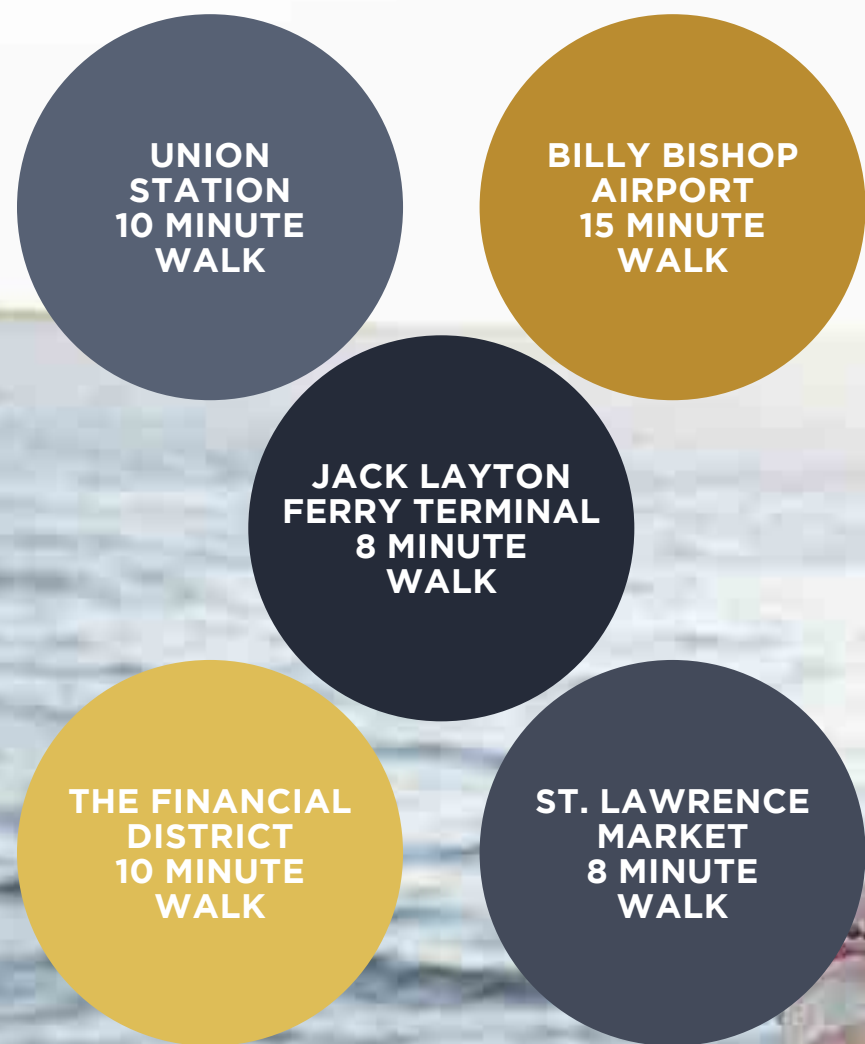 UNION
STATION
10 MINUTE
WALK
BILLY BISHOP
AIRPORT
15 MINUTE
WALK
JACK LAYTON
FERRY TERMINAL
8 MINUTE
WALK
THE FINANCIAL
DISTRICT
10 MINUTE
WALK
ST. LAWRENCE
MARKET
8 MINUTE
WALK